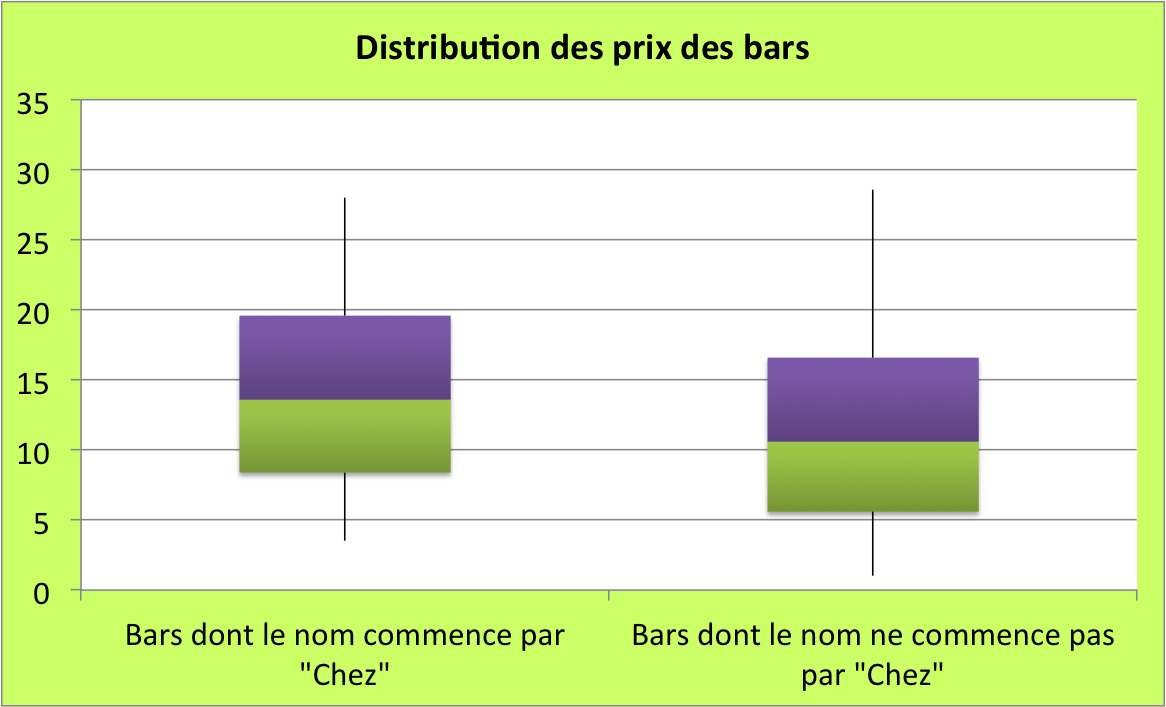 Distribution des prix des bars
35
30
25
20
15
10
5
0
Bars dont le nom commence par
"Chez"
Bars dont le nom ne commence pas
par "Chez"